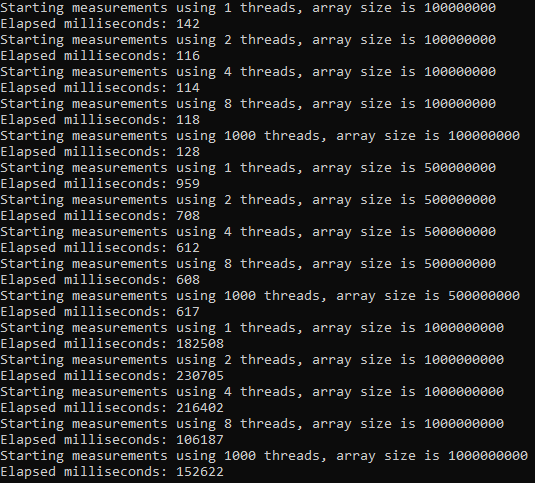 Starting measurements using 1 threads, array size is 100000000
Elapsed milliseconds: 142
Starting measurements using 2 threads, array size is 100000000
Elapsed milliseconds: 116
Starting measurements using 4 threads, array size is 100000000
Elapsed milliseconds: 114
Starting measurements using 8 threads, array size is 100000000
Elapsed milliseconds: 118
Starting measurements using 1000 threads, array size is 100000000
Elapsed milliseconds: 128
Starting measurements using 1 threads, array size is 500000000
Elapsed milliseconds: 959
Starting measurements using 2 threads, array size is 500000000
Elapsed milliseconds: 708
Starting measurements using 4 threads, array size is 500000000
Elapsed milliseconds: 612
Starting measurements using 8 threads, array size is 500000000
Elapsed milliseconds: 608
Starting measurements using 1000 threads, array size is 500000000
Elapsed milliseconds: 617
Starting measurements using 1 threads, array size is 1000000000
Elapsed milliseconds: 182508
Starting measurements using 2 threads, array size is 1000000000
Elapsed milliseconds: 230705
Starting measurements using 4 threads, array size is 1000000000
Elapsed milliseconds: 216402
Starting measurements using 8 threads, array size is 1000000000
Elapsed milliseconds: 106187
Starting measurements using 1000 threads, array size is 1000000000
Elapsed milliseconds: 152622